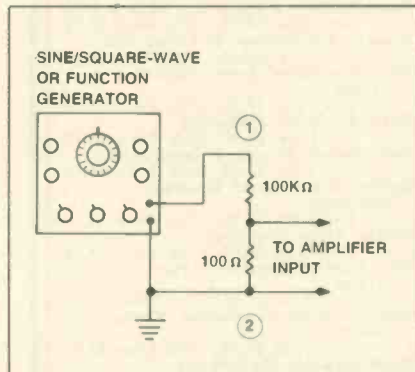 SINE/SQUARE-WAVE
OR FUNCTION
GENERATOR
1
100KΩ
TO AMPLIFIER
INPUT
100Ω
2